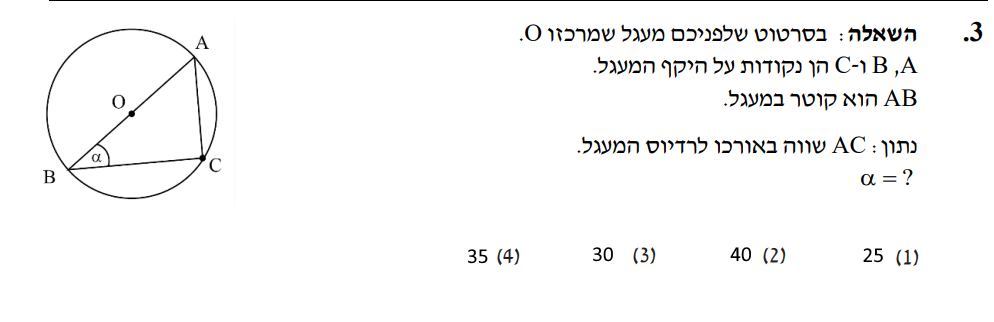 3. השאלה: בסרטוט שלפניכם מעגל שמרכזו O.
A, B ו-C הן נקודות על היקף המעגל.
AB הוא קוטר במעגל.
נתון: AC שווה באורכו לרדיוס המעגל.
α = ?
A
O
α
B
C
(1) 25 (2) 40 (3) 30 (4) 35